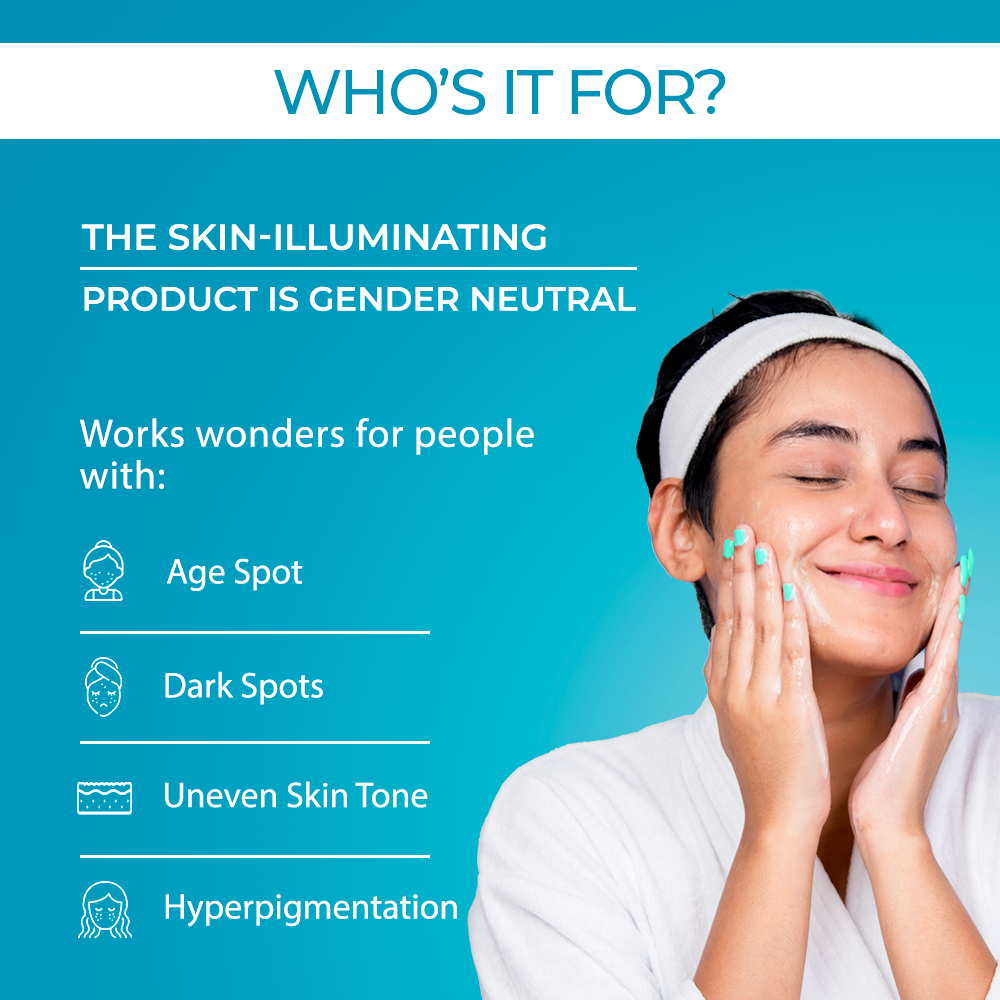 WHO'S IT FOR?
THE SKIN-ILLUMINATING
PRODUCT IS GENDER NEUTRAL
Works wonders for people
with:
Age Spot
Dark Spots
Uneven Skin Tone
Hyperpigmentation